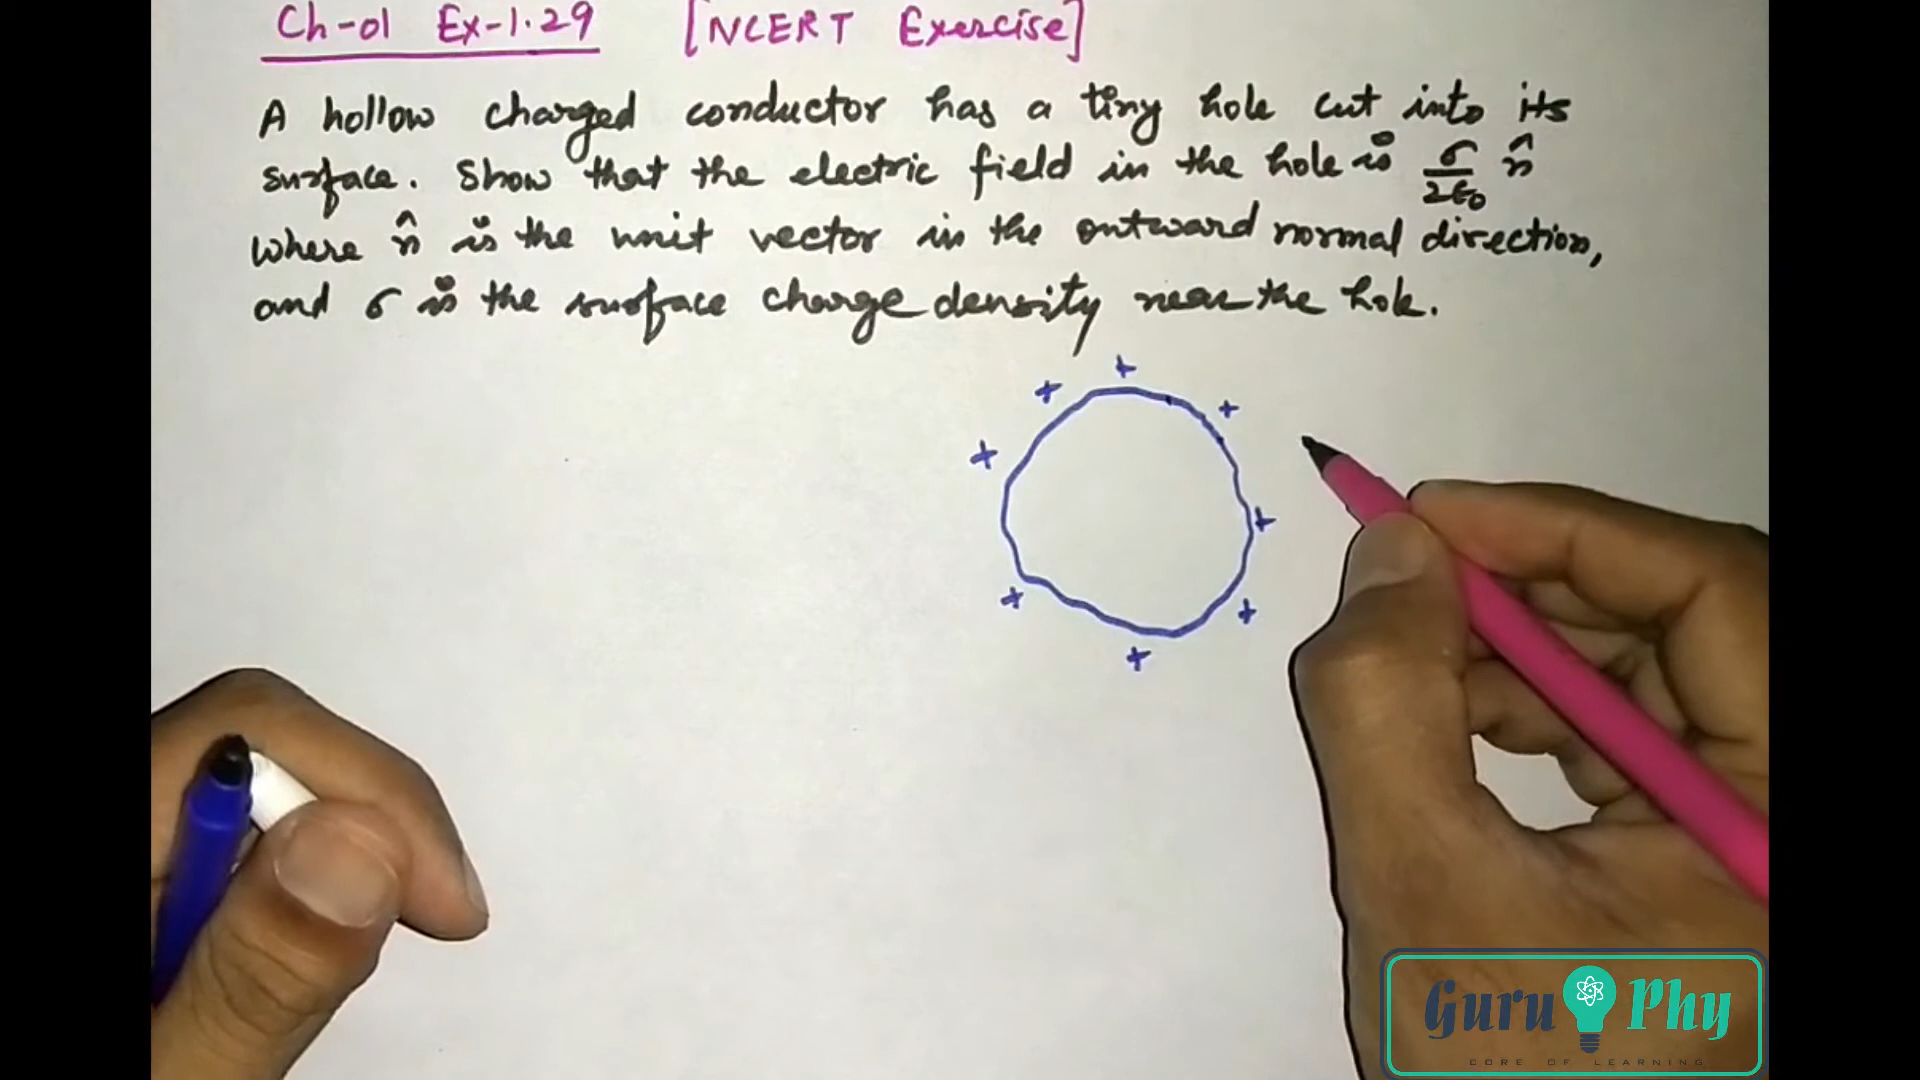 Ch-01 Ex-1.29 [NCERT Exercise]
A hollow charged conductor has a tiny hole cut into its
surface. Show that the electric field in the hole is σ/2ϵ₀ n̂
where n̂ is the unit vector in the outward normal direction,
and σ is the surface charge density near the hole.
+ + + + + + + + +
Guru Phy
CORE OF LEARNING